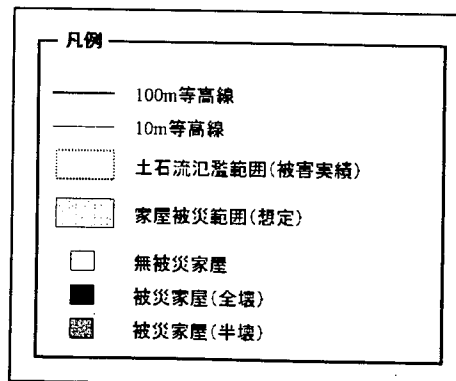 凡例
100m等高線
10m等高線
土石流氾濫範囲(被害実績)
家屋被災範囲(想定)
無被災家屋
被災家屋(全壊)
被災家屋(半壊)